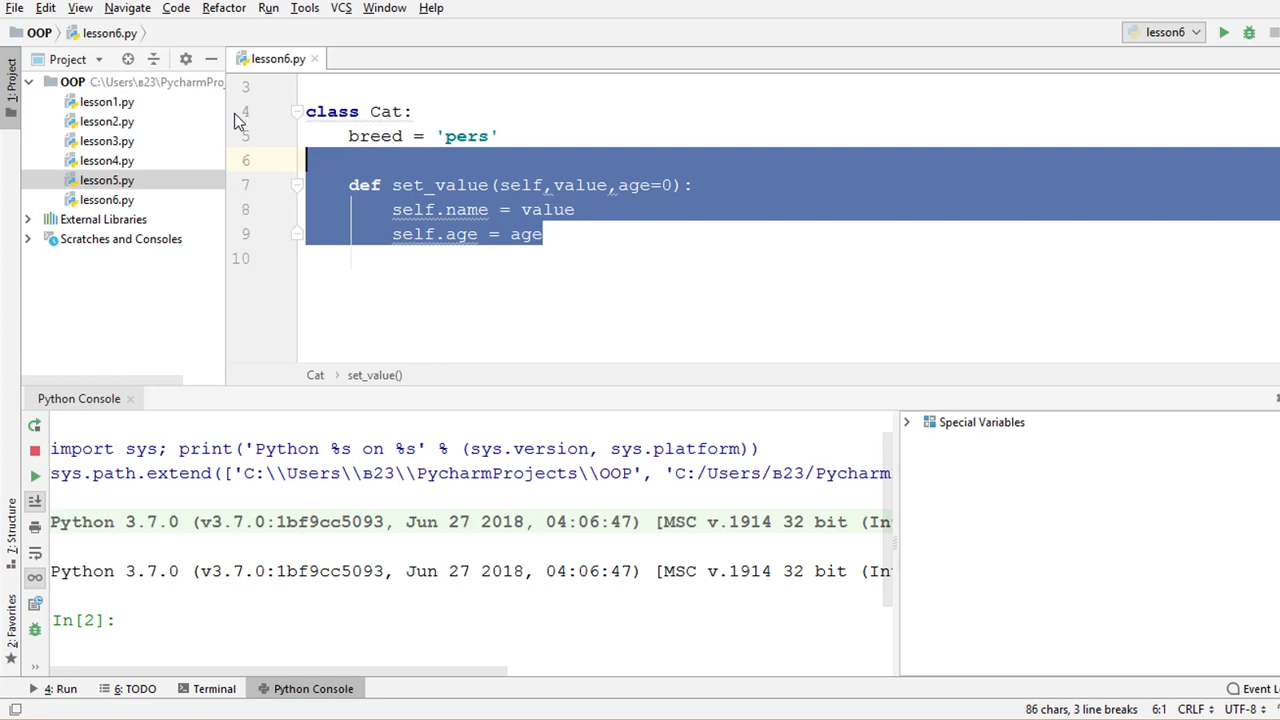 File Edit View Navigate Code Refactor Run Tools VCS Window Help
OOP lesson6.py lesson6
1: Project
Project lesson6.py
OOP C:\Users\в23\PycharmProj
lesson1.py
lesson2.py
lesson3.py
lesson4.py
lesson5.py
lesson6.py
External Libraries
Scratches and Consoles
3
4 class Cat:
5 breed = 'pers'
6
7 def set_value(self,value,age=0):
8 self.name = value
9 self.age = age
10
Cat set_value()
Python Console
import sys; print('Python %s on %s' % (sys.version, sys.platform))
sys.path.extend(['C:\\Users\\в23\\PycharmProjects\\OOP', 'C:/Users/в23/Pycharm
Python 3.7.0 (v3.7.0:1bf9cc5093, Jun 27 2018, 04:06:47) [MSC v.1914 32 bit (In
Python 3.7.0 (v3.7.0:1bf9cc5093, Jun 27 2018, 04:06:47) [MSC v.1914 32 bit (In
In[2]:
Special Variables
7: Structure
2: Favorites
4: Run 6: TODO Terminal Python Console Event L
86 chars, 3 line breaks 6:1 CRLF UTF-8